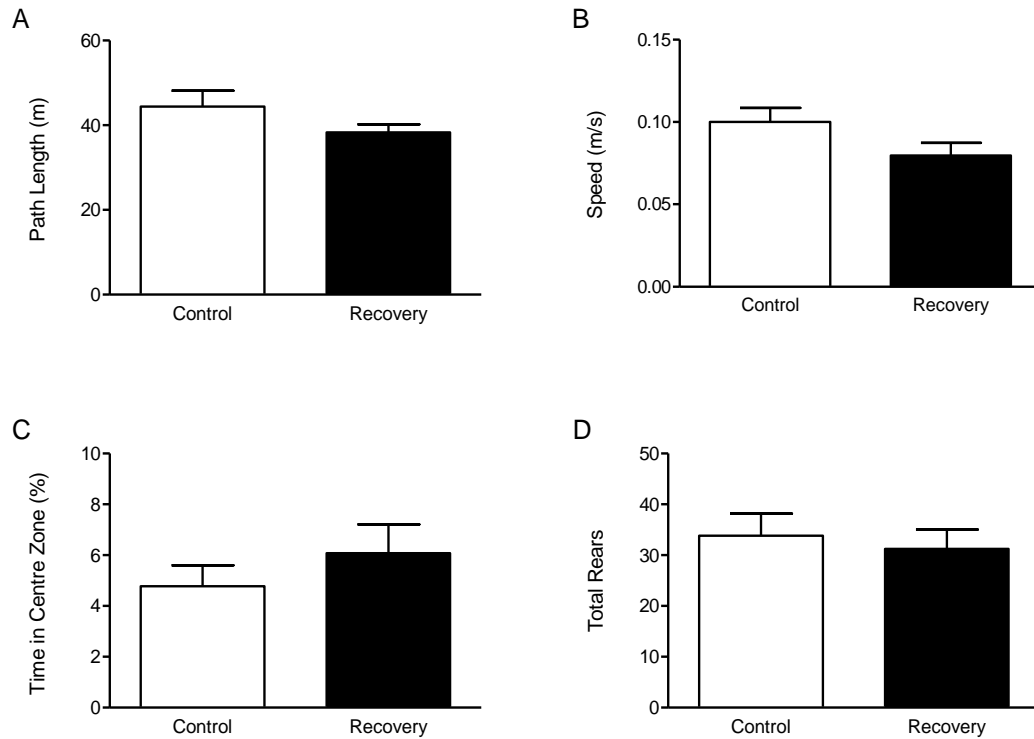 A
Path Length (m)
60
40
20
0
Control Recovery
B
Speed (m/s)
0.15
0.10
0.05
0.00
Control Recovery
C
Time in Centre Zone (%)
10
8
6
4
2
0
Control Recovery
D
Total Rears
50
40
30
20
10
0
Control Recovery